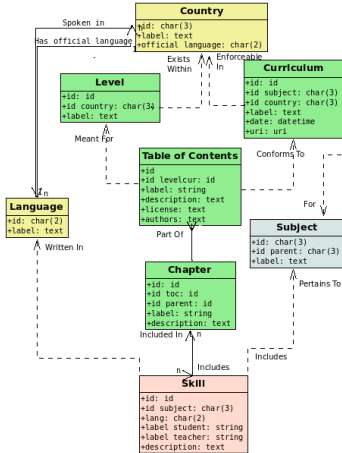 Country
+id: char(3)
+label: text
+official language: char(2)
Spoken in
n
Has official language
.
Exists
Within
Enforeable
In
Level
+id: id
+id country: char(3)
+label: text
Curriculum
+id: id
+id subject: char(3)
+id country: char(3)
+label: text
+date: datetime
+uri: uri
Meant For
Conforms To
Table of Contents
+id
+id levelcur: id
+label: string
+description: text
+license: text
+authors: text
n
Language
+id: char(2)
+label: text
For
Subject
+id: char(3)
+id parent: char(3)
+label: text
Written In
Part Of
Pertains To
Chapter
+id: id
+id toc: id
+id parent: id
+label: string
+description: text
Included In
n
Includes
n
Includes
Skill
+id: id
+id subject: char(3)
+lang: char(2)
+label student: string
+label teacher: string
+description: text